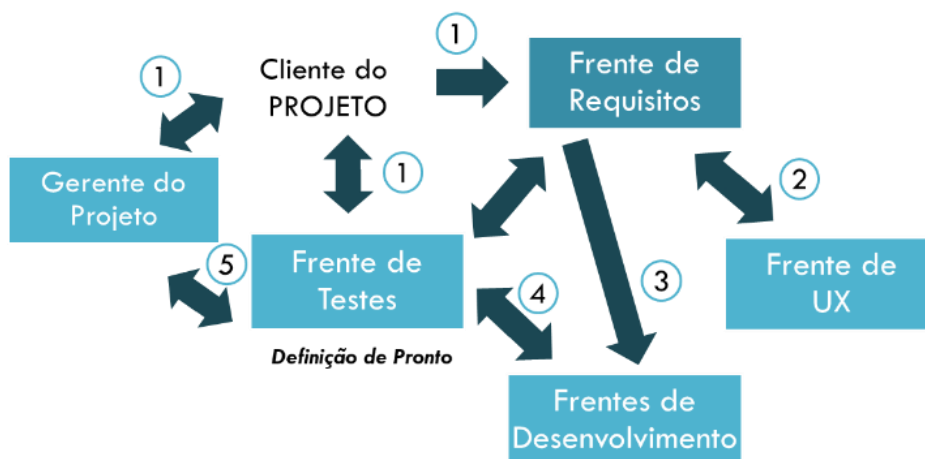 1
Cliente do
PROJETO
1
Frente de
Requisitos
Gerente do
Projeto
1
2
5
Frente de
Testes
4
3
Frente de
UX
Definição de Pronto
Frentes de
Desenvolvimento